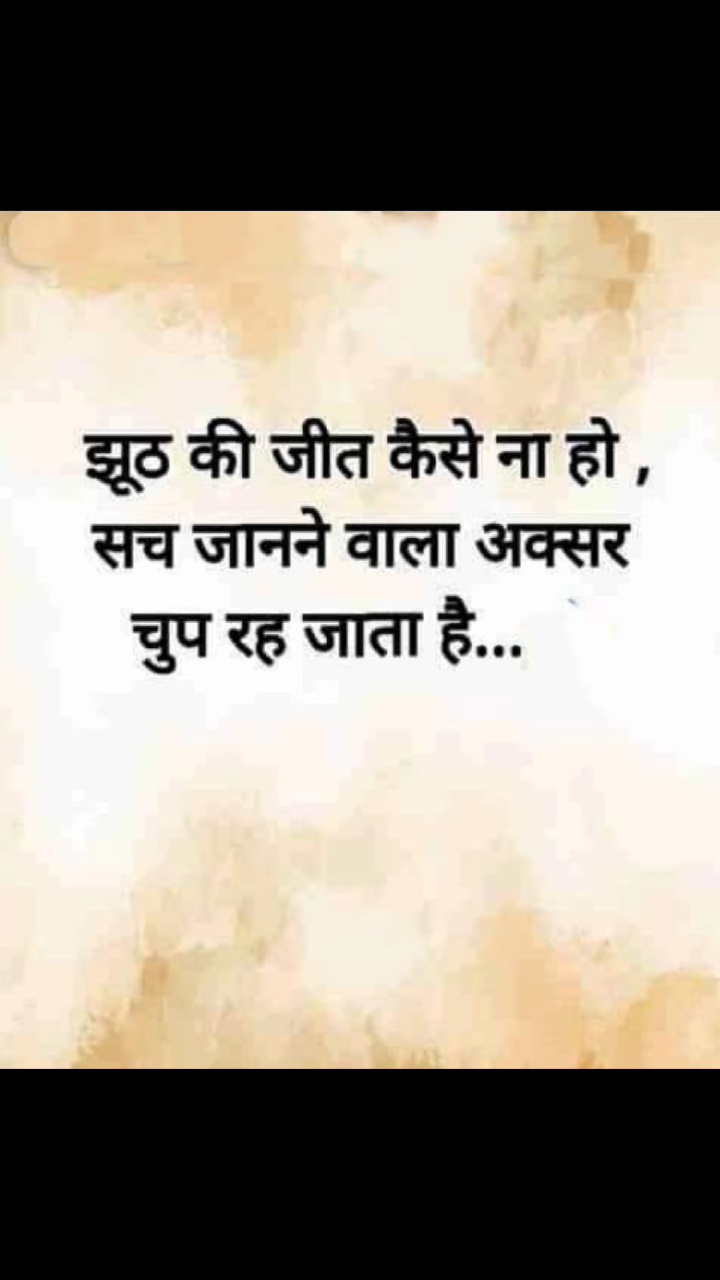 झूठ की जीत कैसे ना हो ,
सच जानने वाला अक्सर
चुप रह जाता है...